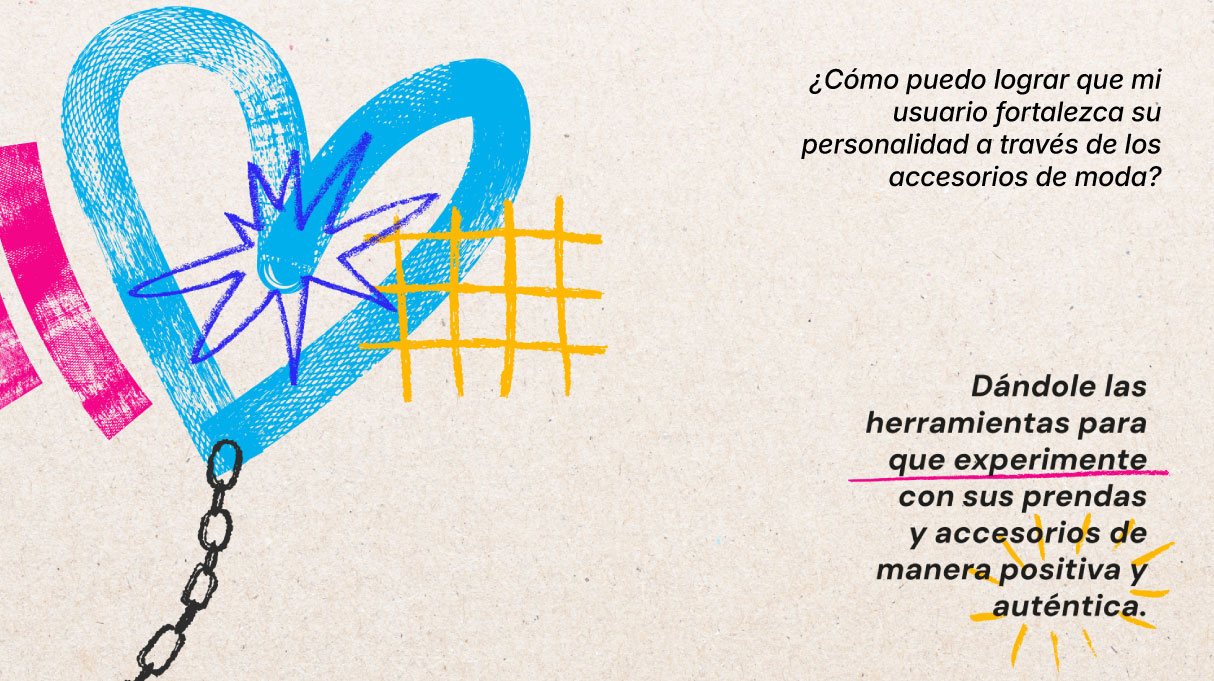 ¿Cómo puedo lograr que mi
usuario fortalezca su
personalidad a través de los
accesorios de moda?
Dándole las
herramientas para
que experimente
con sus prendas
y accesorios de
manera positiva y
auténtica.